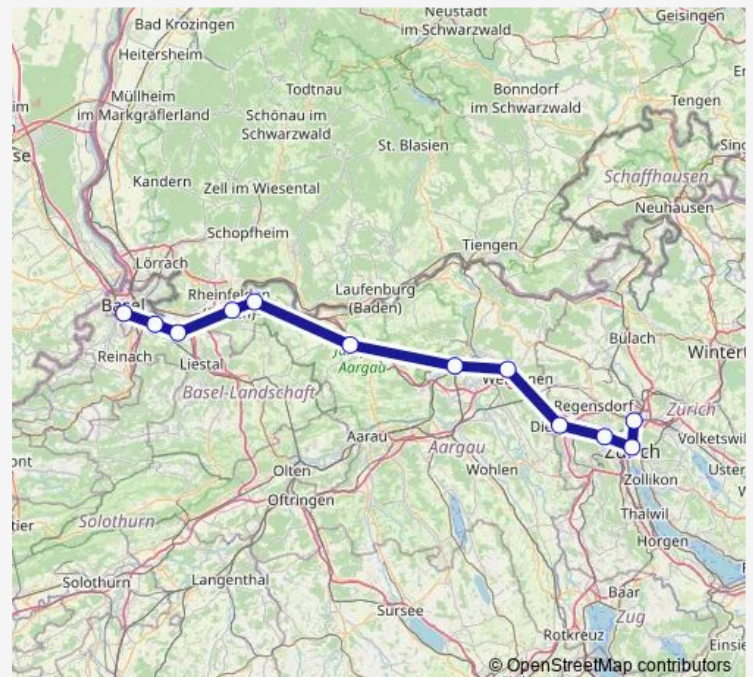 Neustadt
im Schwarzwald
Geisingen
Bad Krozingen
Heitersheim
Müllheim
im Markgräflerland
Todtnau
Schönau im
Schwarzwald
Bonndorf
im Schwarzwald
Tengen
St. Blasien
Kandern
Zell im Wiesental
Schaffhausen
Neuhausen
Schopfheim
Tiengen
Lörrach
Basel
Laufenburg
(Baden)
Reinach
Liestal
Aargau
Bülach
Basel-Landschaft
Regensdorf
Zürich
Aarau
Aargau
Volketswil
Olten
Wohlen
Zollikon
Oftringen
Thalwil
Solothurn
Horgen
Solothurn
Langenthal
Baar
Sursee
Zug
Rotkreuz
© OpenStreetMap contributors